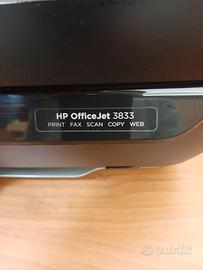 HP OfficeJet 3833
PRINT FAX SCAN COPY WEB
subito